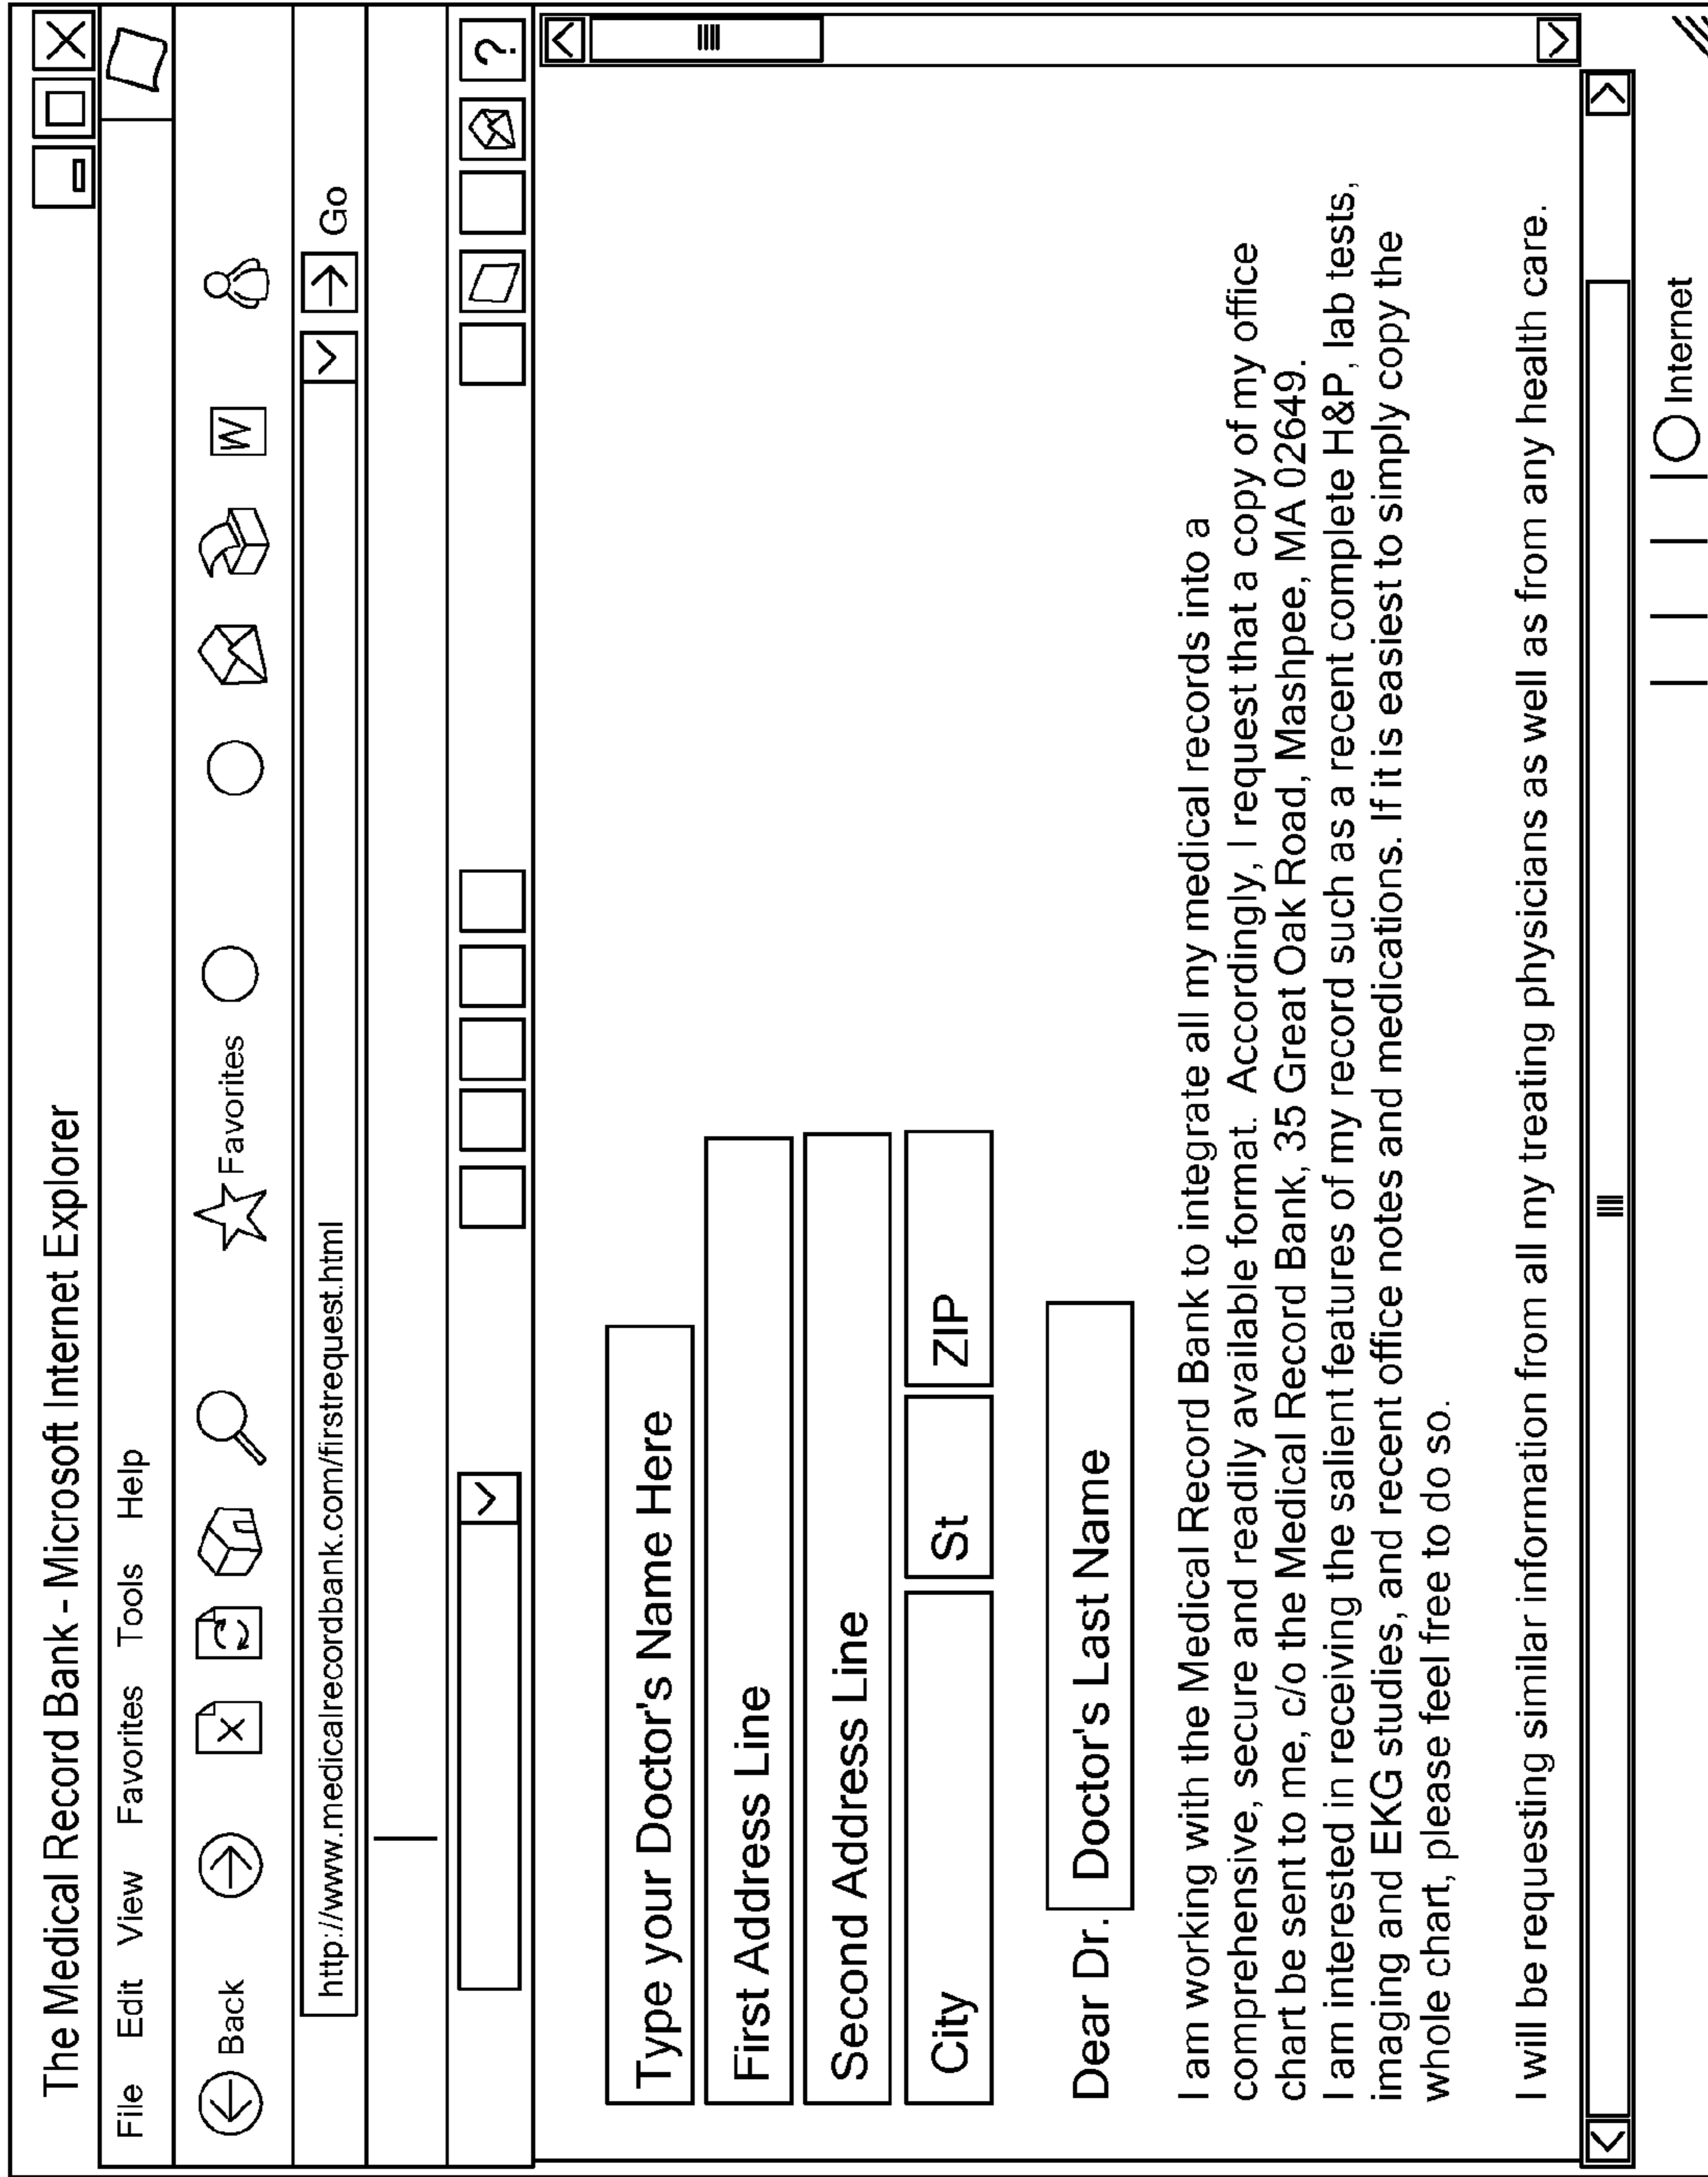 The Medical Record Bank - Microsoft Internet Explorer
File Edit View Favorites Tools Help
Back Favorites W
http://www.medicalrecordbank.com/firstrequest.html Go
?
Type your Doctor's Name Here
First Address Line
Second Address Line
City St ZIP
Dear Dr. Doctor's Last Name
I am working with the Medical Record Bank to integrate all my medical records into a
comprehensive, secure and readily available format. Accordingly, I request that a copy of my office
chart be sent to me, c/o the Medical Record Bank, 35 Great Oak Road, Mashpee, MA 02649.
I am interested in receiving the salient features of my record such as a recent complete H&P, lab tests,
imaging and EKG studies, and recent office notes and medications. If it is easiest to simply copy the
whole chart, please feel free to do so.
I will be requesting similar information from all my treating physicians as well as from any health care.
Internet